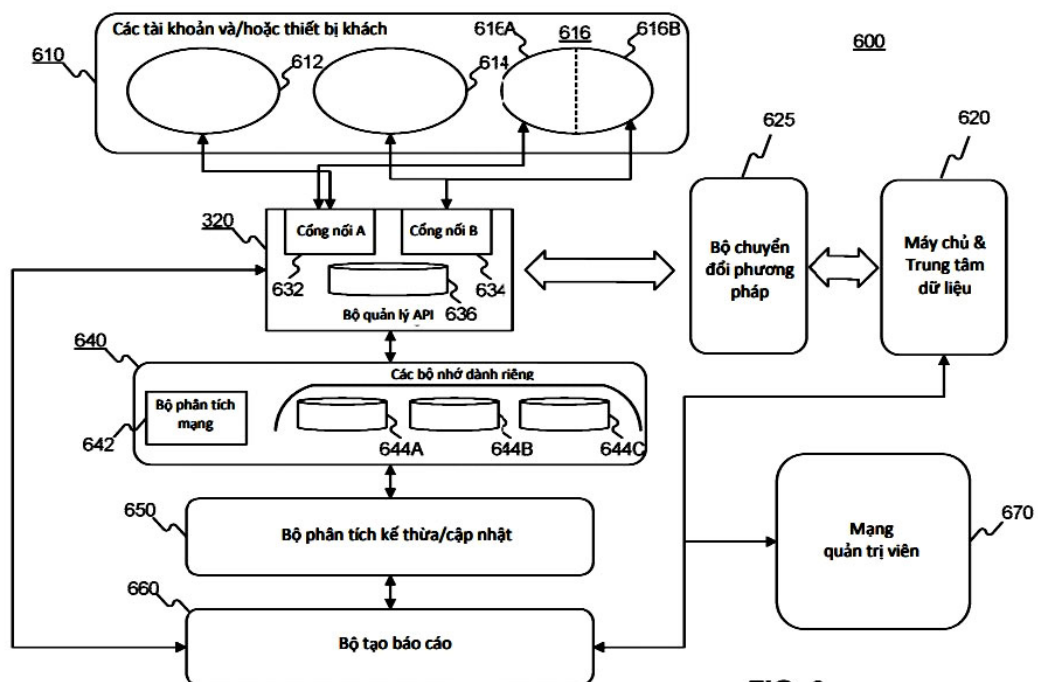 Các tài khoản và/hoặc thiết bị khách
616A
616
616B
600
610
612
614
625
620
320
Cổng nối A
Cổng nối B
632
634
636
Bộ quản lý API
Bộ chuyển
đổi phương
pháp
Máy chủ &
Trung tâm
dữ liệu
640
Các bộ nhớ dành riêng
Bộ phân tích
mạng
642
644A
644B
644C
650
Bộ phân tích kế thừa/cập nhật
Mạng
quản trị viên
670
660
Bộ tạo báo cáo